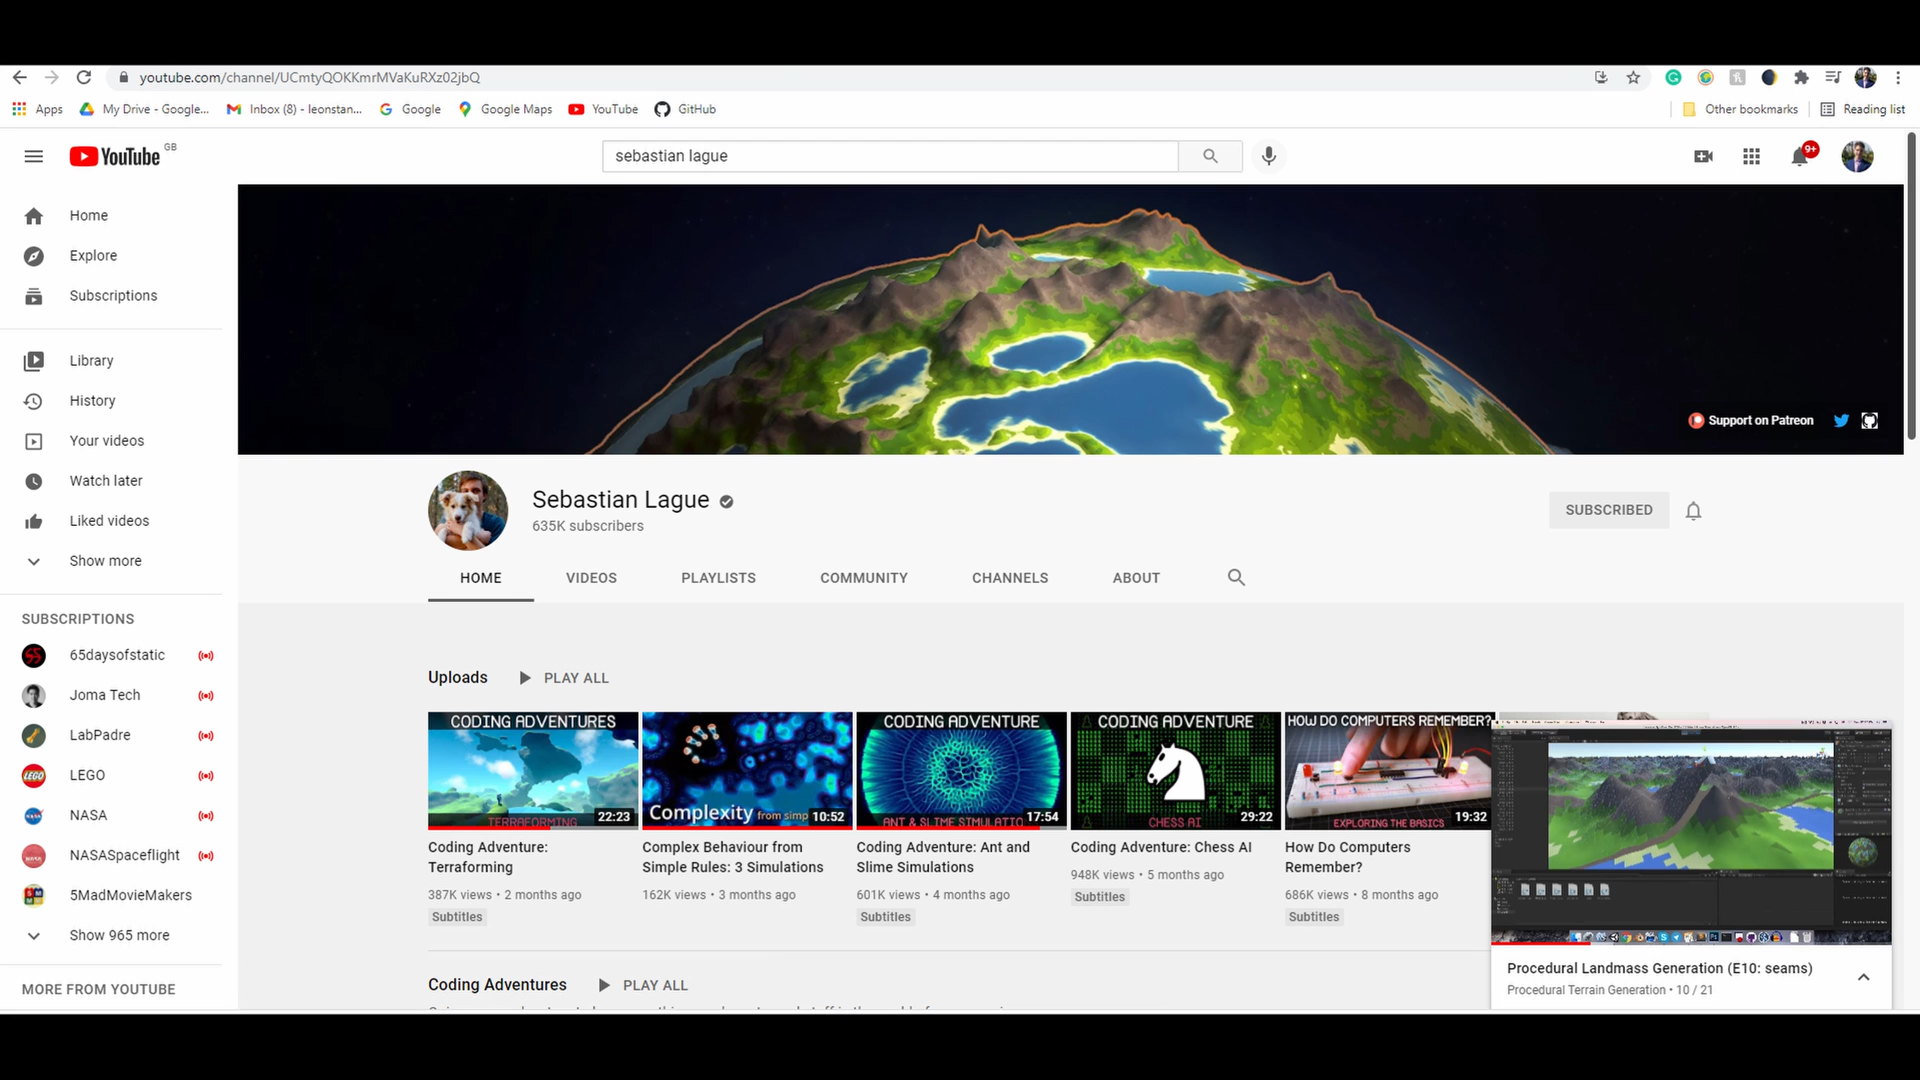 youtube.com/channel/UCmtyQOKKmrMVaKuRXz02jbQ
Apps
My Drive - Google...
Inbox (8) - leonstan...
Google
Google Maps
YouTube
GitHub
Other bookmarks
Reading list
YouTube GB
sebastian lague
9+
Home
Explore
Subscriptions
Library
History
Your videos
Watch later
Liked videos
Show more
SUBSCRIPTIONS
65daysofstatic
Joma Tech
LabPadre
LEGO
NASA
NASASpaceflight
5MadMovieMakers
Show 965 more
MORE FROM YOUTUBE
Support on Patreon
Sebastian Lague
635K subscribers
SUBSCRIBED
HOME
VIDEOS
PLAYLISTS
COMMUNITY
CHANNELS
ABOUT
Uploads
PLAY ALL
CODING ADVENTURES
TERRAFORMING
22:23
Coding Adventure:
Terraforming
387K views • 2 months ago
Subtitles
Complexity from simp
10:52
Complex Behaviour from
Simple Rules: 3 Simulations
162K views • 3 months ago
CODING ADVENTURE
ANT & SLIME SIMULATIO
17:54
Coding Adventure: Ant and
Slime Simulations
601K views • 4 months ago
Subtitles
CODING ADVENTURE
CHESS AI
29:22
Coding Adventure: Chess AI
948K views • 5 months ago
Subtitles
HOW DO COMPUTERS REMEMBER?
EXPLORING THE BASICS
19:32
How Do Computers
Remember?
686K views • 8 months ago
Subtitles
Coding Adventures
PLAY ALL
Procedural Landmass Generation (E10: seams)
Procedural Terrain Generation • 10 / 21